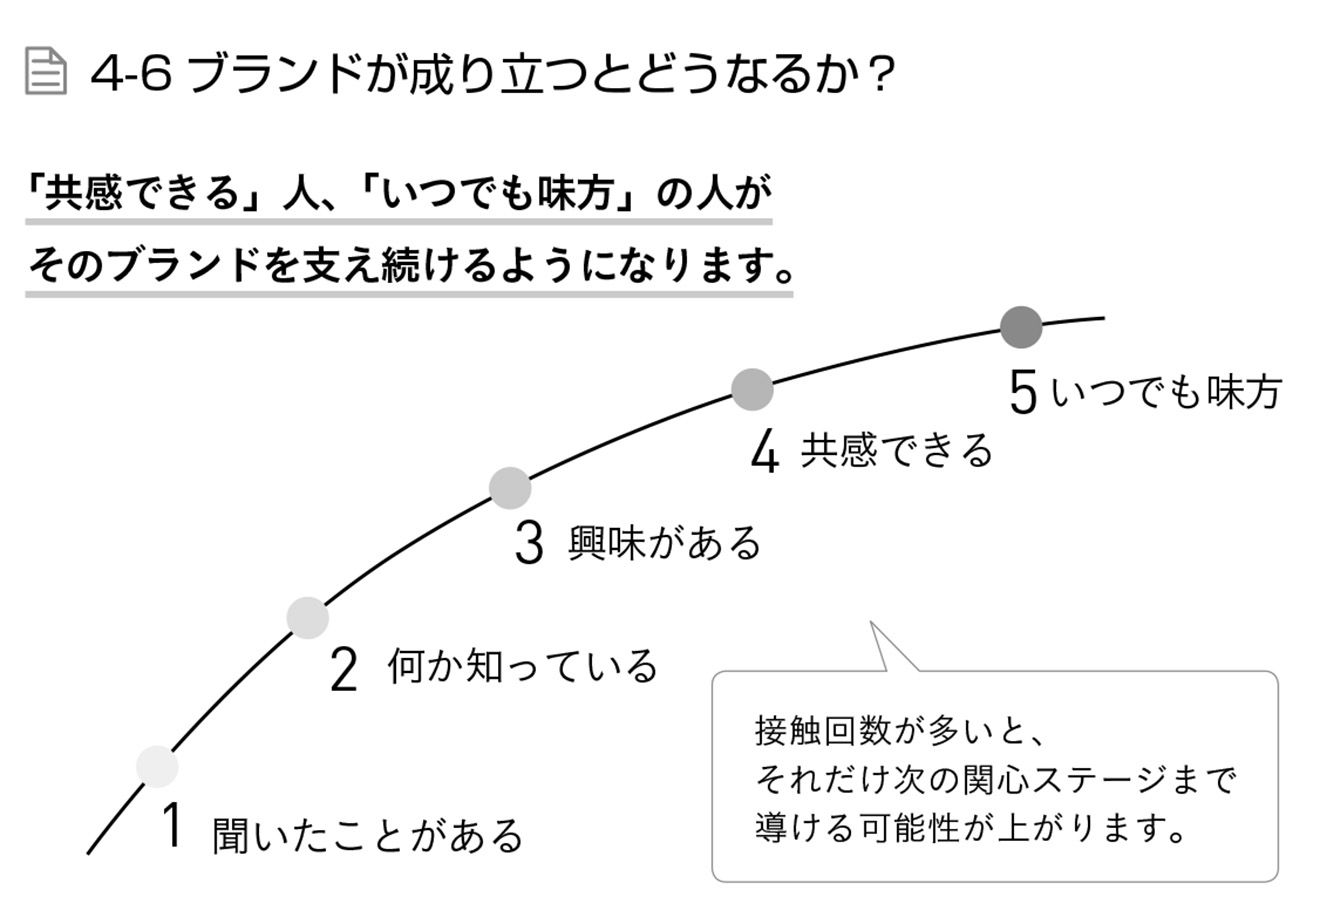 4-6 ブランドが成り立つとどうなるか？
「共感できる」人、「いつでも味方」の人が
そのブランドを支え続けるようになります。
5 いつでも味方
4 共感できる
3 興味がある
2 何か知っている
1 聞いたことがある
接触回数が多いと、
それだけ次の関心ステージまで
導ける可能性が上がります。